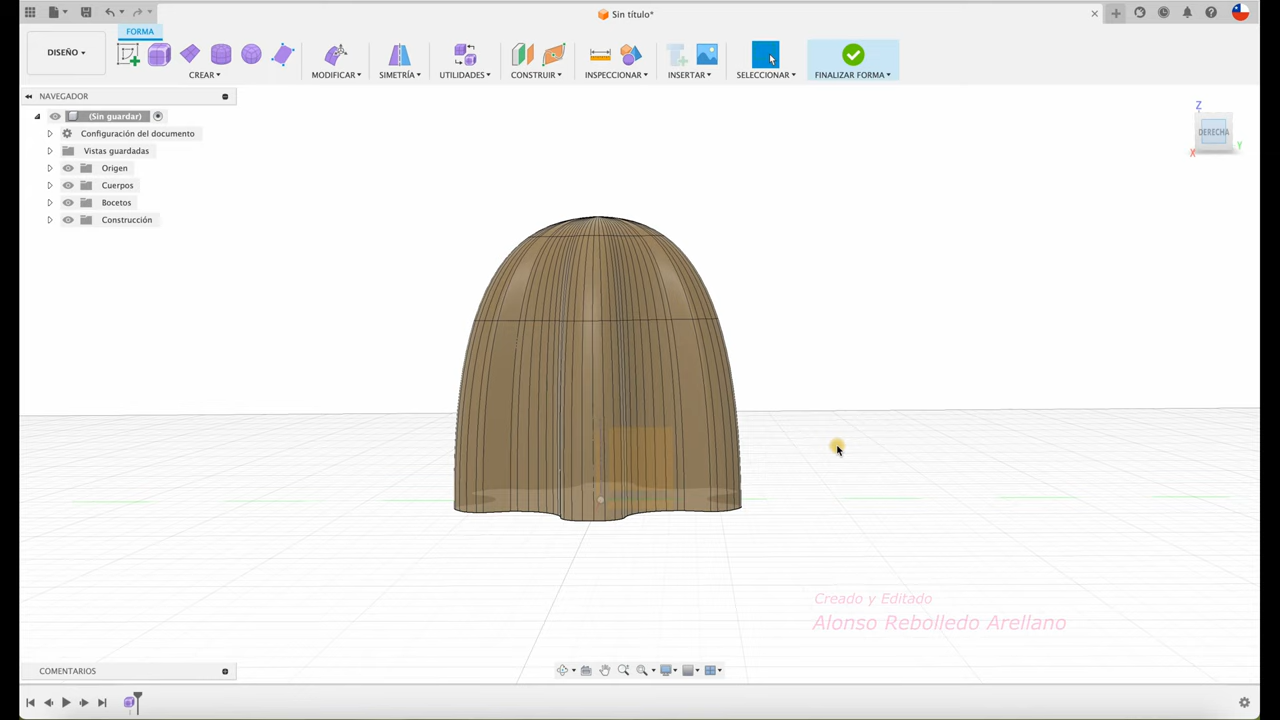 Sin título*
FORMA
DISEÑO
CREAR
MODIFICAR
SIMETRÍA
UTILIDADES
CONSTRUIR
INSPECCIONAR
INSERTAR
SELECCIONAR
FINALIZAR FORMA
NAVEGADOR
(Sin guardar)
Configuración del documento
Vistas guardadas
Origen
Cuerpos
Bocetos
Construcción
Z
DERECHA
X
Y
Creado y Editado
Alonso Rebolledo Arellano
COMENTARIOS